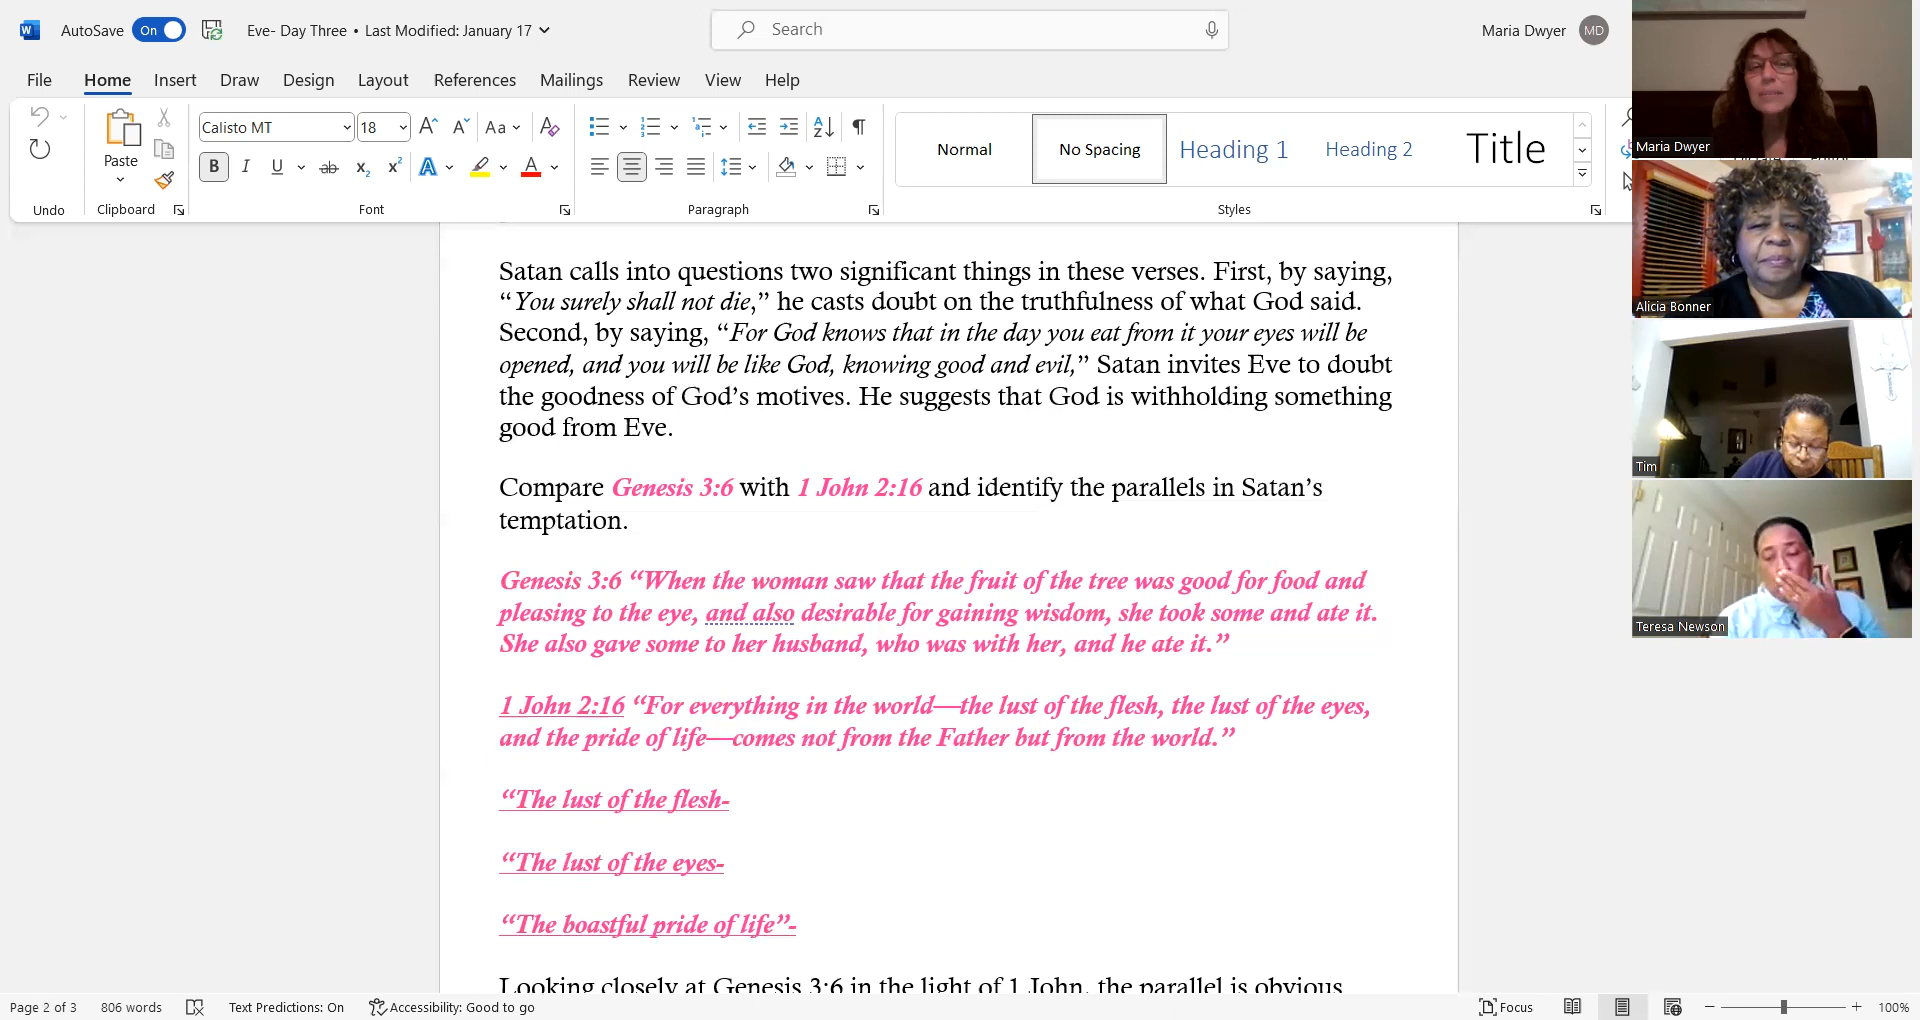 AutoSave On Eve- Day Three • Last Modified: January 17 Search Maria Dwyer MD
File Home Insert Draw Design Layout References Mailings Review View Help
Calisto MT 18 Aa
Paste B I U ab x₂ x² A A
Normal No Spacing Heading 1 Heading 2 Title
Undo Clipboard Font Paragraph Styles
Maria Dwyer
Alicia Bonner
Tim
Teresa Newson
Satan calls into questions two significant things in these verses. First, by saying,
“You surely shall not die,” he casts doubt on the truthfulness of what God said.
Second, by saying, “For God knows that in the day you eat from it your eyes will be
opened, and you will be like God, knowing good and evil,” Satan invites Eve to doubt
the goodness of God’s motives. He suggests that God is withholding something
good from Eve.
Compare Genesis 3:6 with 1 John 2:16 and identify the parallels in Satan’s
temptation.
Genesis 3:6 “When the woman saw that the fruit of the tree was good for food and
pleasing to the eye, and also desirable for gaining wisdom, she took some and ate it.
She also gave some to her husband, who was with her, and he ate it.”
1 John 2:16 “For everything in the world—the lust of the flesh, the lust of the eyes,
and the pride of life—comes not from the Father but from the world.”
“The lust of the flesh-
“The lust of the eyes-
“The boastful pride of life”-
Looking closely at Genesis 3:6 in the light of 1 John, the parallel is obvious
Page 2 of 3 806 words Text Predictions: On Accessibility: Good to go Focus 100%